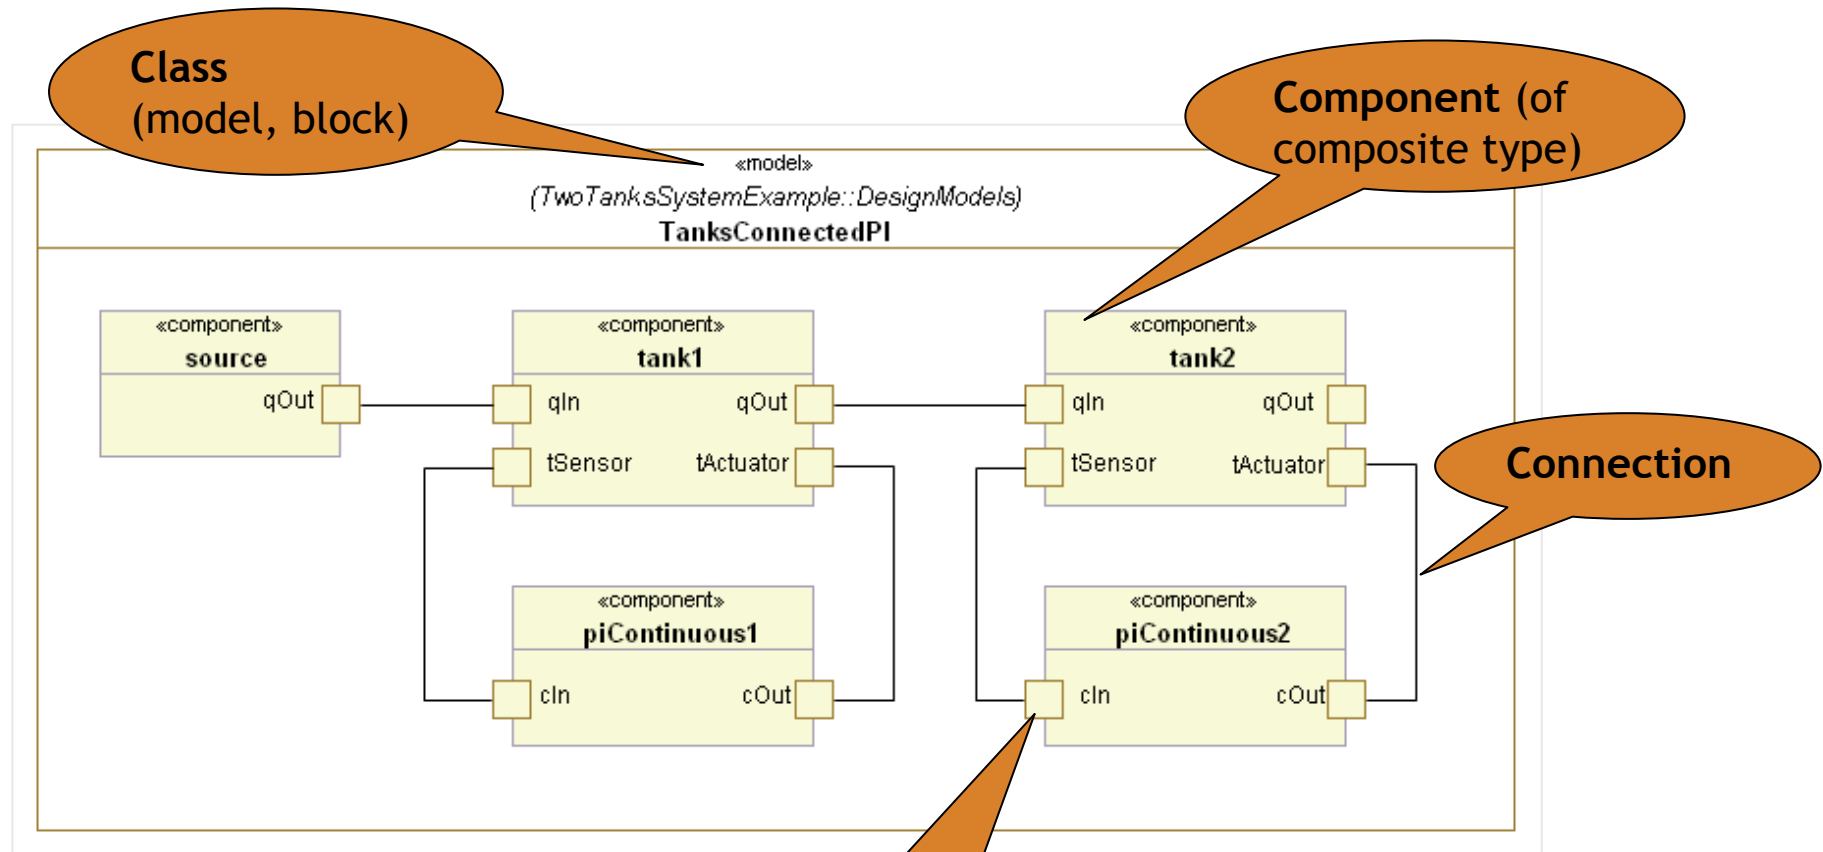 Class
(model, block)
Component (of
composite type)
«model»
(TwoTanksSystemExample::DesignModels)
TanksConnectedPI
«component»
source
qOut
«component»
tank1
qIn
qOut
tSensor
tActuator
«component»
tank2
qIn
qOut
tSensor
tActuator
Connection
«component»
piContinuous1
cIn
cOut
«component»
piContinuous2
cIn
cOut